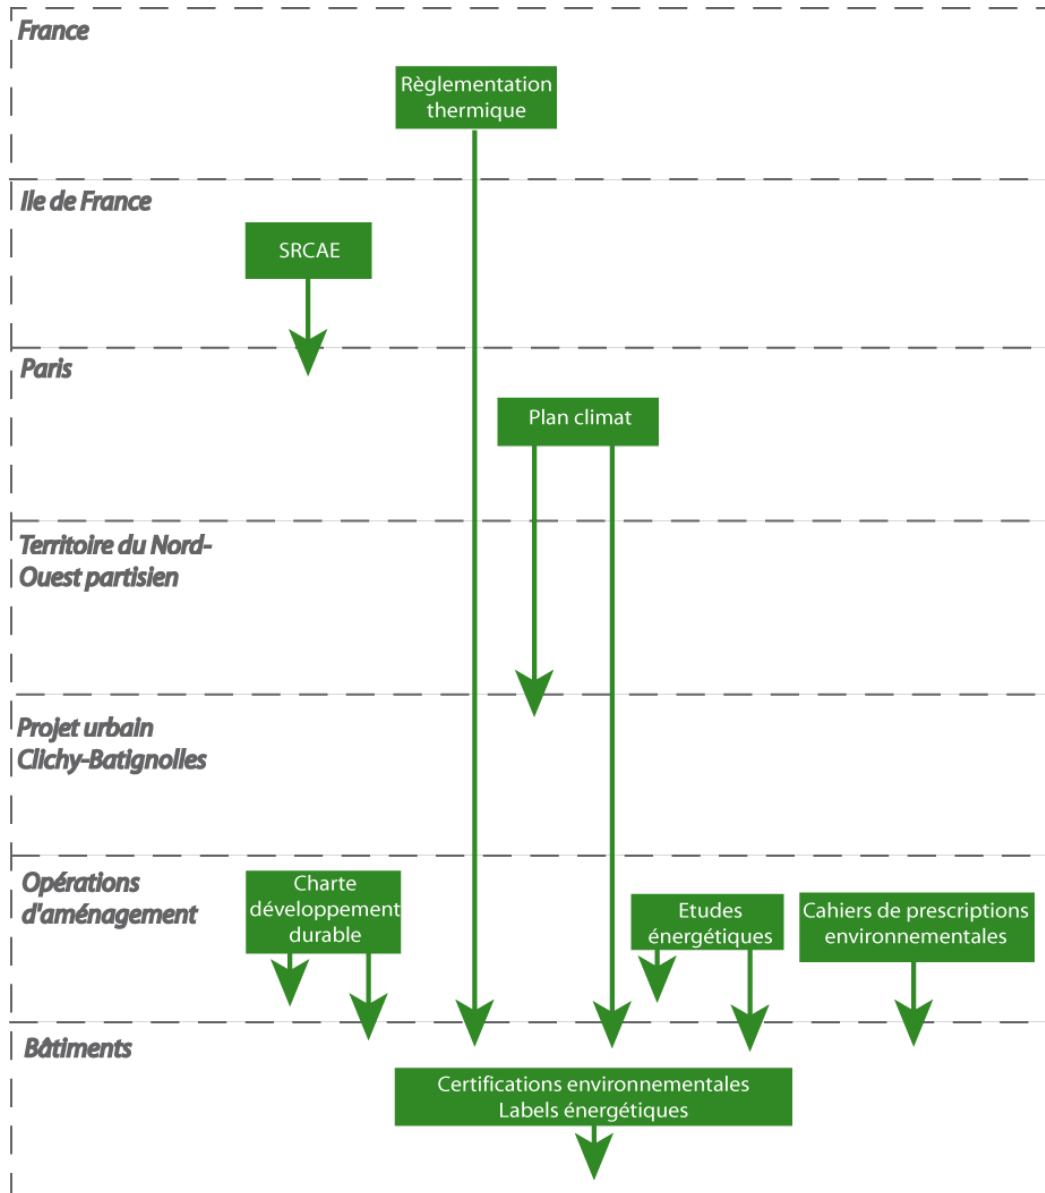 France
Règlementation
thermique
Ile de France
SRCAE
Paris
Plan climat
Territoire du Nord-
Ouest partisien
Projet urbain
Clichy-Batignolles
Opérations
d'aménagement
Charte
développement
durable
Etudes
énergétiques
Cahiers de prescriptions
environnementales
Bâtiments
Certifications environnementales
Labels énergétiques